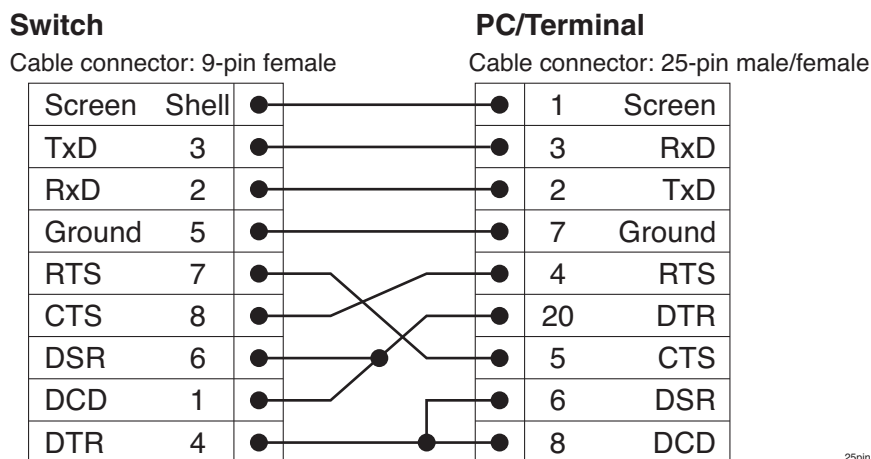 Switch PC/Terminal
Cable connector: 9-pin female Cable connector: 25-pin male/female
Screen Shell 1 Screen
TxD 3 3 RxD
RxD 2 2 TxD
Ground 5 7 Ground
RTS 7 4 RTS
CTS 8 20 DTR
DSR 6 5 CTS
DCD 1 6 DSR
DTR 4 8 DCD
25pin